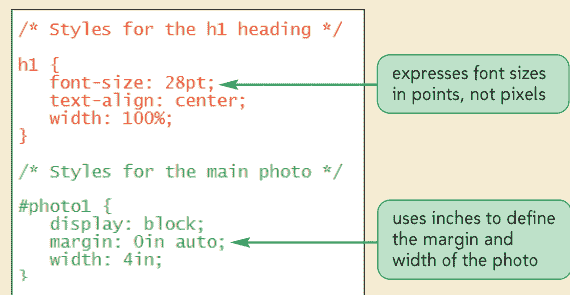 /* Styles for the h1 heading */
h1 {
font-size: 28pt;
text-align: center;
width: 100%;
}
/* Styles for the main photo */
#photo1 {
display: block;
margin: 0in auto;
width: 4in;
}
expresses font sizes
in points, not pixels
uses inches to define
the margin and
width of the photo